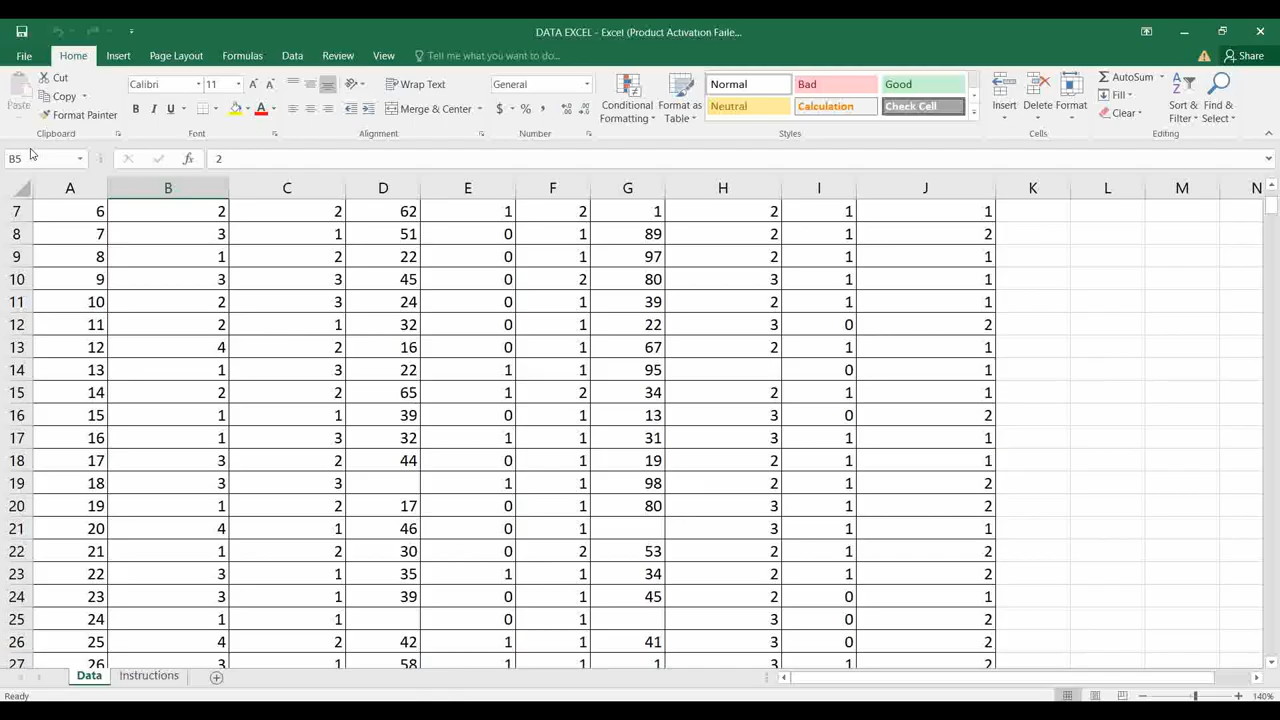 DATA EXCEL - Excel (Product Activation Faile...
File Home Insert Page Layout Formulas Data Review View Tell me what you want to do... Share
Paste Cut Copy Format Painter Clipboard
Calibri 11 B I U A Font
Wrap Text Merge & Center Alignment
General $ % , Number
Conditional Formatting Format as Table Normal Bad Good Neutral Calculation Check Cell Styles
Insert Delete Format Cells
AutoSum Fill Clear Sort & Filter Find & Select Editing
B5 fx 2
A B C D E F G H I J K L M N
7 6 2 2 62 1 2 1 2 1 1
8 7 3 1 51 0 1 89 2 1 2
9 8 1 2 22 0 1 97 2 1 1
10 9 3 3 45 0 2 80 3 1 1
11 10 2 3 24 0 1 39 2 1 1
12 11 2 1 32 0 1 22 3 0 2
13 12 4 2 16 0 1 67 2 1 1
14 13 1 3 22 1 1 95 0 1
15 14 2 2 65 1 2 34 2 1 1
16 15 1 1 39 0 1 13 3 0 2
17 16 1 3 32 1 1 31 3 1 1
18 17 3 2 44 0 1 19 2 1 1
19 18 3 3 1 1 98 2 1 2
20 19 1 2 17 0 1 80 3 1 2
21 20 4 1 46 0 1 3 1 1
22 21 1 2 30 0 2 53 2 1 2
23 22 3 1 35 1 1 34 2 1 2
24 23 3 1 39 0 1 45 2 0 1
25 24 1 1 0 1 3 0 2
26 25 4 2 42 1 1 41 3 0 2
27 26 3 1 58 1 1 1 3 1 2
Data Instructions
Ready 140%